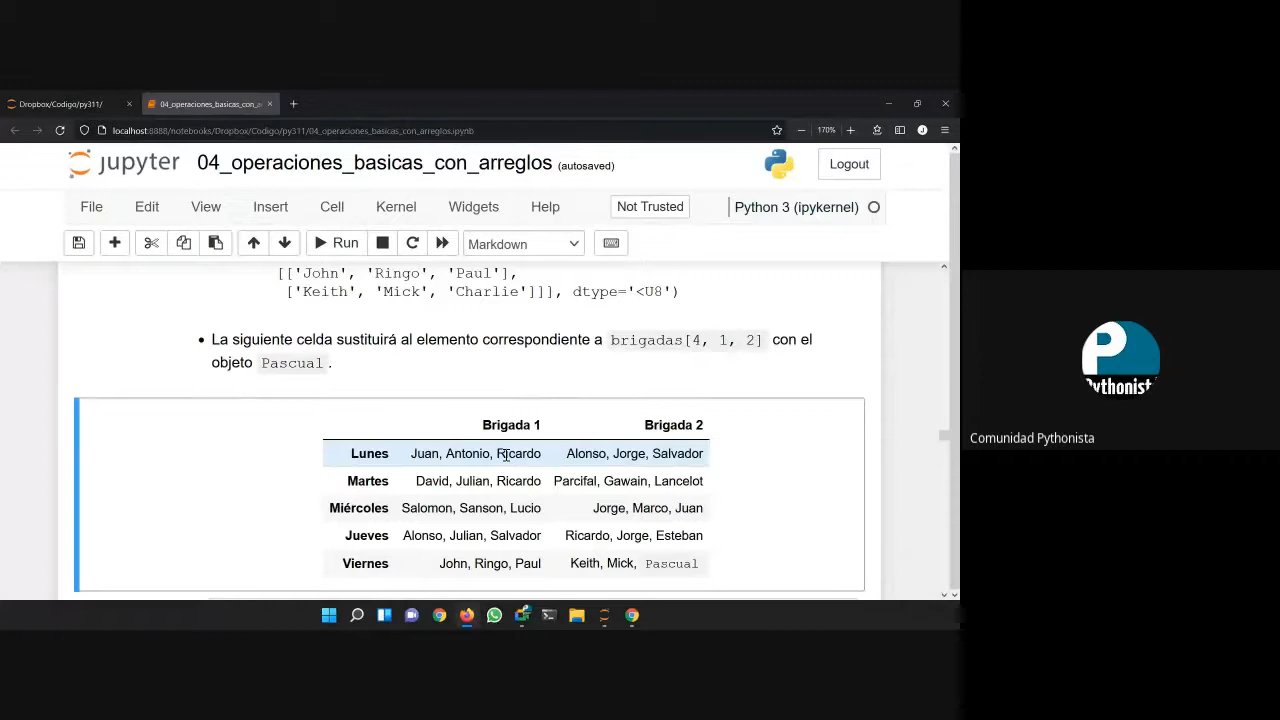 Dropbox/Codigo/py311/
04_operaciones_basicas_con_a
localhost:8888/notebooks/Dropbox/Codigo/py311/04_operaciones_basicas_con_arreglos.ipynb
170%
J
jupyter 04_operaciones_basicas_con_arreglos (autosaved)
Logout
File Edit View Insert Cell Kernel Widgets Help
Not Trusted
Python 3 (ipykernel)
Run
Markdown
[['John', 'Ringo', 'Paul'],
['Keith', 'Mick', 'Charlie']]], dtype='<U8')
• La siguiente celda sustituirá al elemento correspondiente a brigadas[4, 1, 2] con el
objeto Pascual.
Brigada 1 Brigada 2
Lunes Juan, Antonio, Ricardo Alonso, Jorge, Salvador
Martes David, Julian, Ricardo Parcifal, Gawain, Lancelot
Miércoles Salomon, Sanson, Lucio Jorge, Marco, Juan
Jueves Alonso, Julian, Salvador Ricardo, Jorge, Esteban
Viernes John, Ringo, Paul Keith, Mick, Pascual
P
Pythonist
Comunidad Pythonista